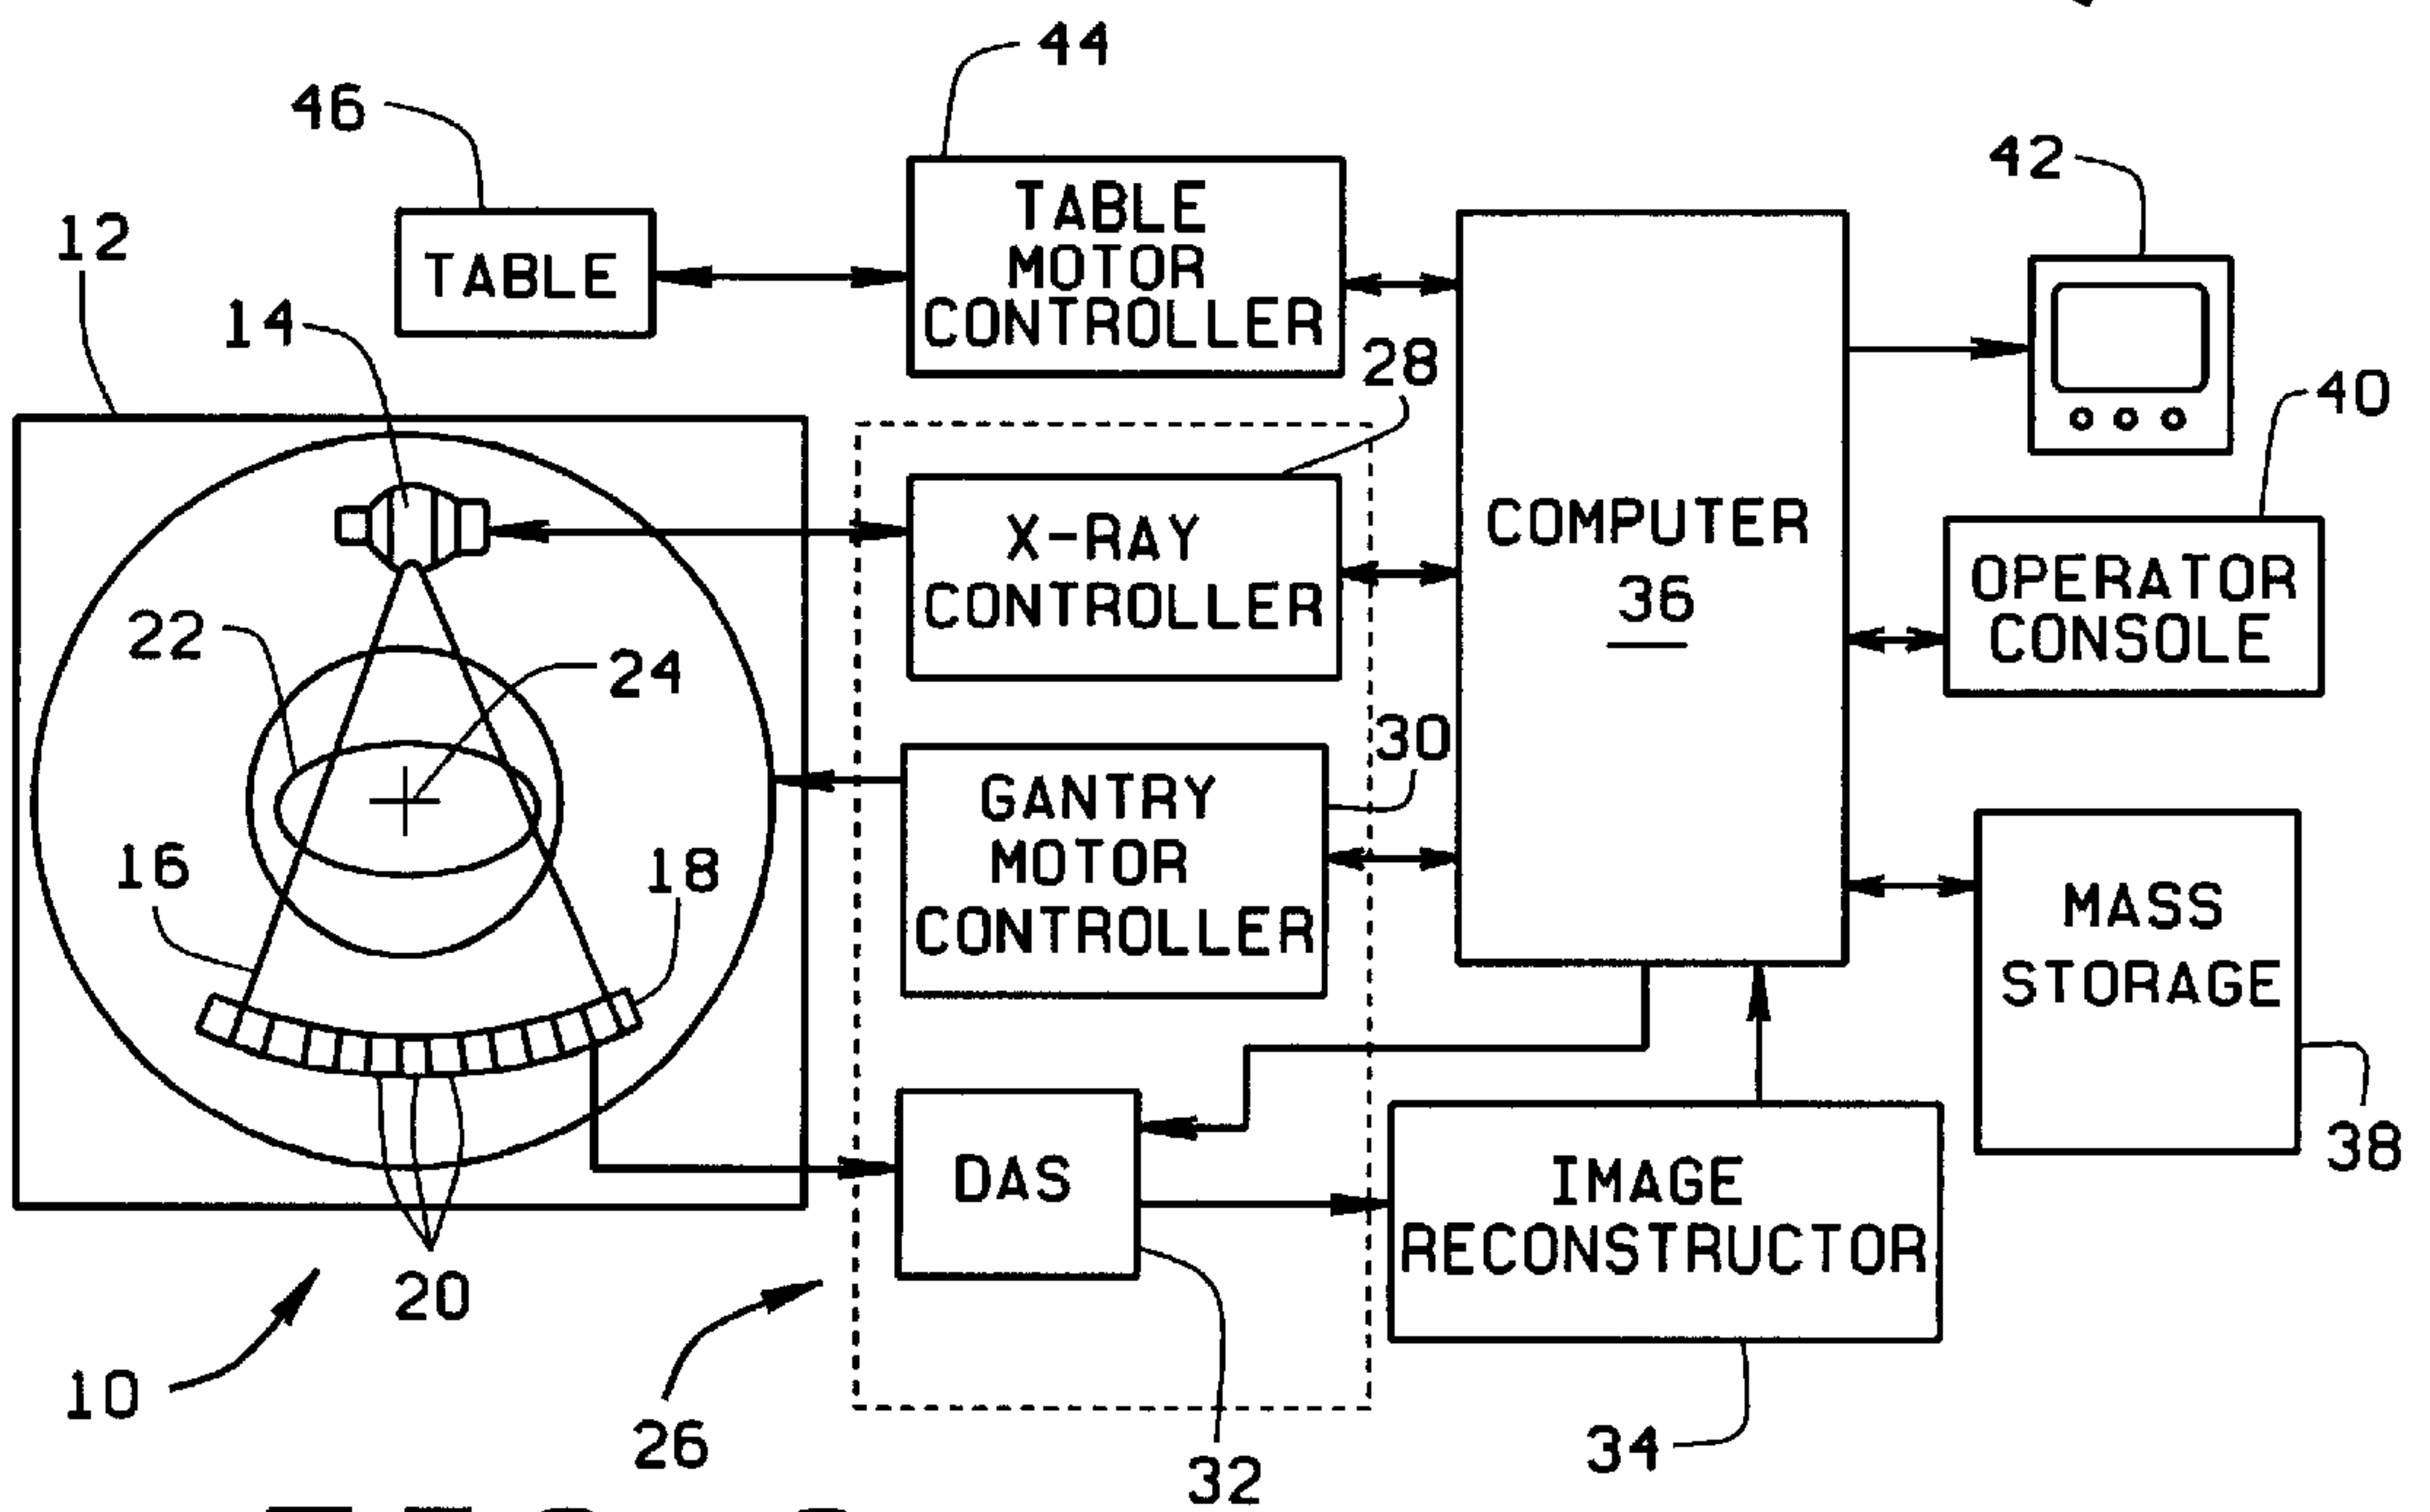 44
46
42
12
TABLE
MOTOR
CONTROLLER
TABLE
14
28
40
X-RAY
CONTROLLER
COMPUTER
36
OPERATOR
CONSOLE
22
24
30
GANTRY
MOTOR
CONTROLLER
16
18
MASS
STORAGE
38
DAS
IMAGE
RECONSTRUCTOR
20
10
26
34
32